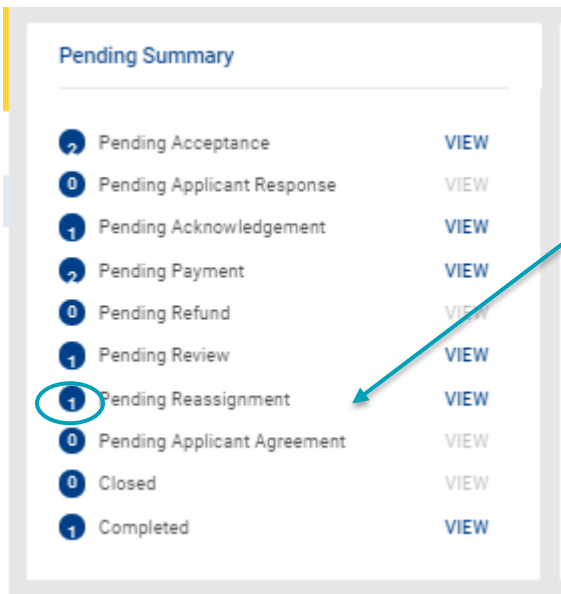 Pending Summary
2 Pending Acceptance VIEW
0 Pending Applicant Response VIEW
1 Pending Acknowledgement VIEW
2 Pending Payment VIEW
0 Pending Refund VIEW
1 Pending Review VIEW
1 Pending Reassignment VIEW
0 Pending Applicant Agreement VIEW
0 Closed VIEW
1 Completed VIEW